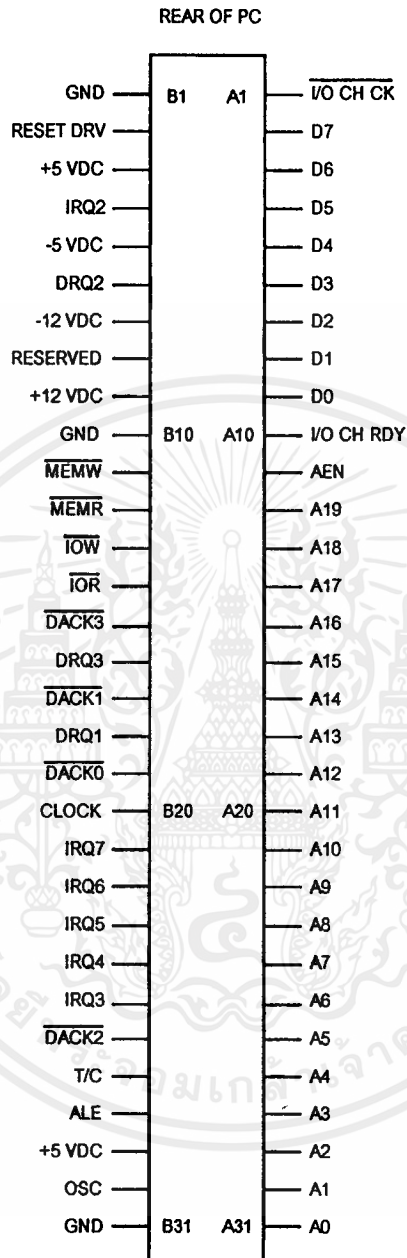 REAR OF PC
GND B1 A1 I/O CH CK
RESET DRV D7
+5 VDC D6
IRQ2 D5
-5 VDC D4
DRQ2 D3
-12 VDC D2
RESERVED D1
+12 VDC D0
GND B10 A10 I/O CH RDY
MEMW AEN
MEMR A19
IOW A18
IOR A17
DACK3 A16
DRQ3 A15
DACK1 A14
DRQ1 A13
DACK0 A12
CLOCK B20 A20 A11
IRQ7 A10
IRQ6 A9
IRQ5 A8
IRQ4 A7
IRQ3 A6
DACK2 A5
T/C A4
ALE A3
+5 VDC A2
OSC A1
GND B31 A31 A0